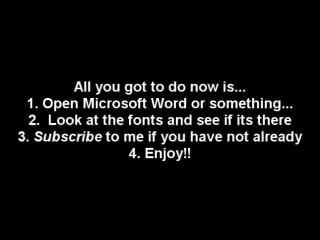 All you got to do now is...
1. Open Microsoft Word or something...
2.  Look at the fonts and see if its there
3. Subscribe to me if you have not already
4. Enjoy!!